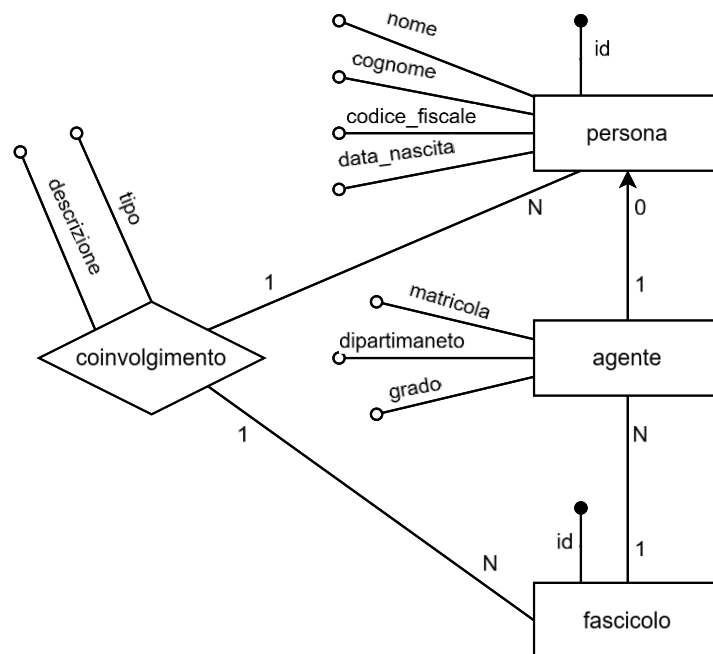 nome
id
cognome
codice_fiscale
persona
data_nascita
tipo
descrizione
N
0
1
1
matricola
coinvolgimento
dipartimaneto
agente
grado
1
N
id
1
N
fascicolo